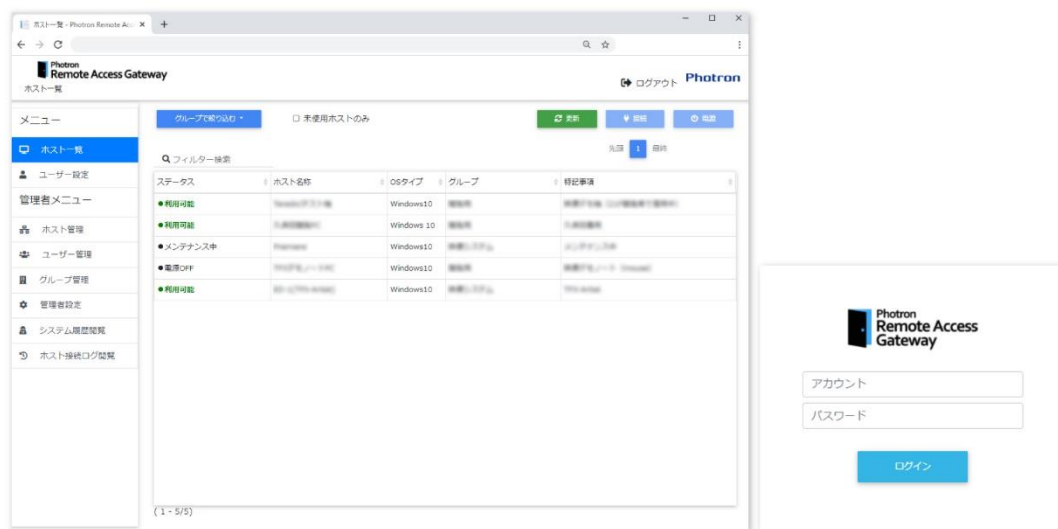 ホスト一覧 - Photron Remote Ac
Photron
Remote Access Gateway
ホスト一覧
ログアウト
Photron
メニュー
ホスト一覧
ユーザー設定
管理者メニュー
ホスト管理
ユーザー管理
グループ管理
管理者設定
システム履歴閲覧
ホスト接続ログ閲覧
グループで絞り込む
未使用ホストのみ
更新
接続
電源
フィルター検索
先頭 1 最終
ステータス ホスト名称 OSタイプ グループ 特記事項
利用可能 Windows10
利用可能 Windows 10
メンテナンス中 Windows10
電源OFF Windows10
利用可能 Windows10
( 1 - 5/5)
Photron
Remote Access
Gateway
アカウント
パスワード
ログイン